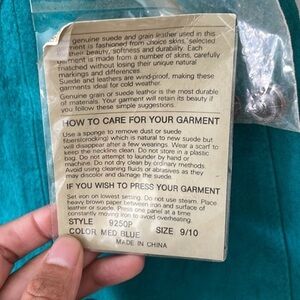 genuine suede and grain leather used in this
ment is fashioned from choice skins, selected
their beauty, softness and durability. Each
garment is made from a number of skins, carefully
matched without losing their unique natural
markings and differences.
Suede and leathers are wind-proof, making these
garments ideal for cold weather.
Genuine grain or suede leather is the most durable
of materials. Your garment will retain its beauty if
you follow these simple suggestions.
HOW TO CARE FOR YOUR GARMENT
Use a sponge to remove dust or suede
fibers(crocking) which is natural to new suede but
will disappear after a few wearings. Wear a scarf to
keep the neckline clean. Do not store in a plastic
bag. Do not attempt to launder by hand or
machine. Do not dry clean by ordinary methods.
Avoid using cleaning fluids or abrasives as they
may discolor and damage the suede.
IF YOU WISH TO PRESS YOUR GARMENT
Set iron on lowest setting. Do not use steam. Place
heavy brown paper between iron and surface of
leather or suede. Press one panel at a time
constantly moving iron to avoid overheating.
STYLE 9250P
COLOR MED BLUE SIZE 9/10
MADE IN CHINA